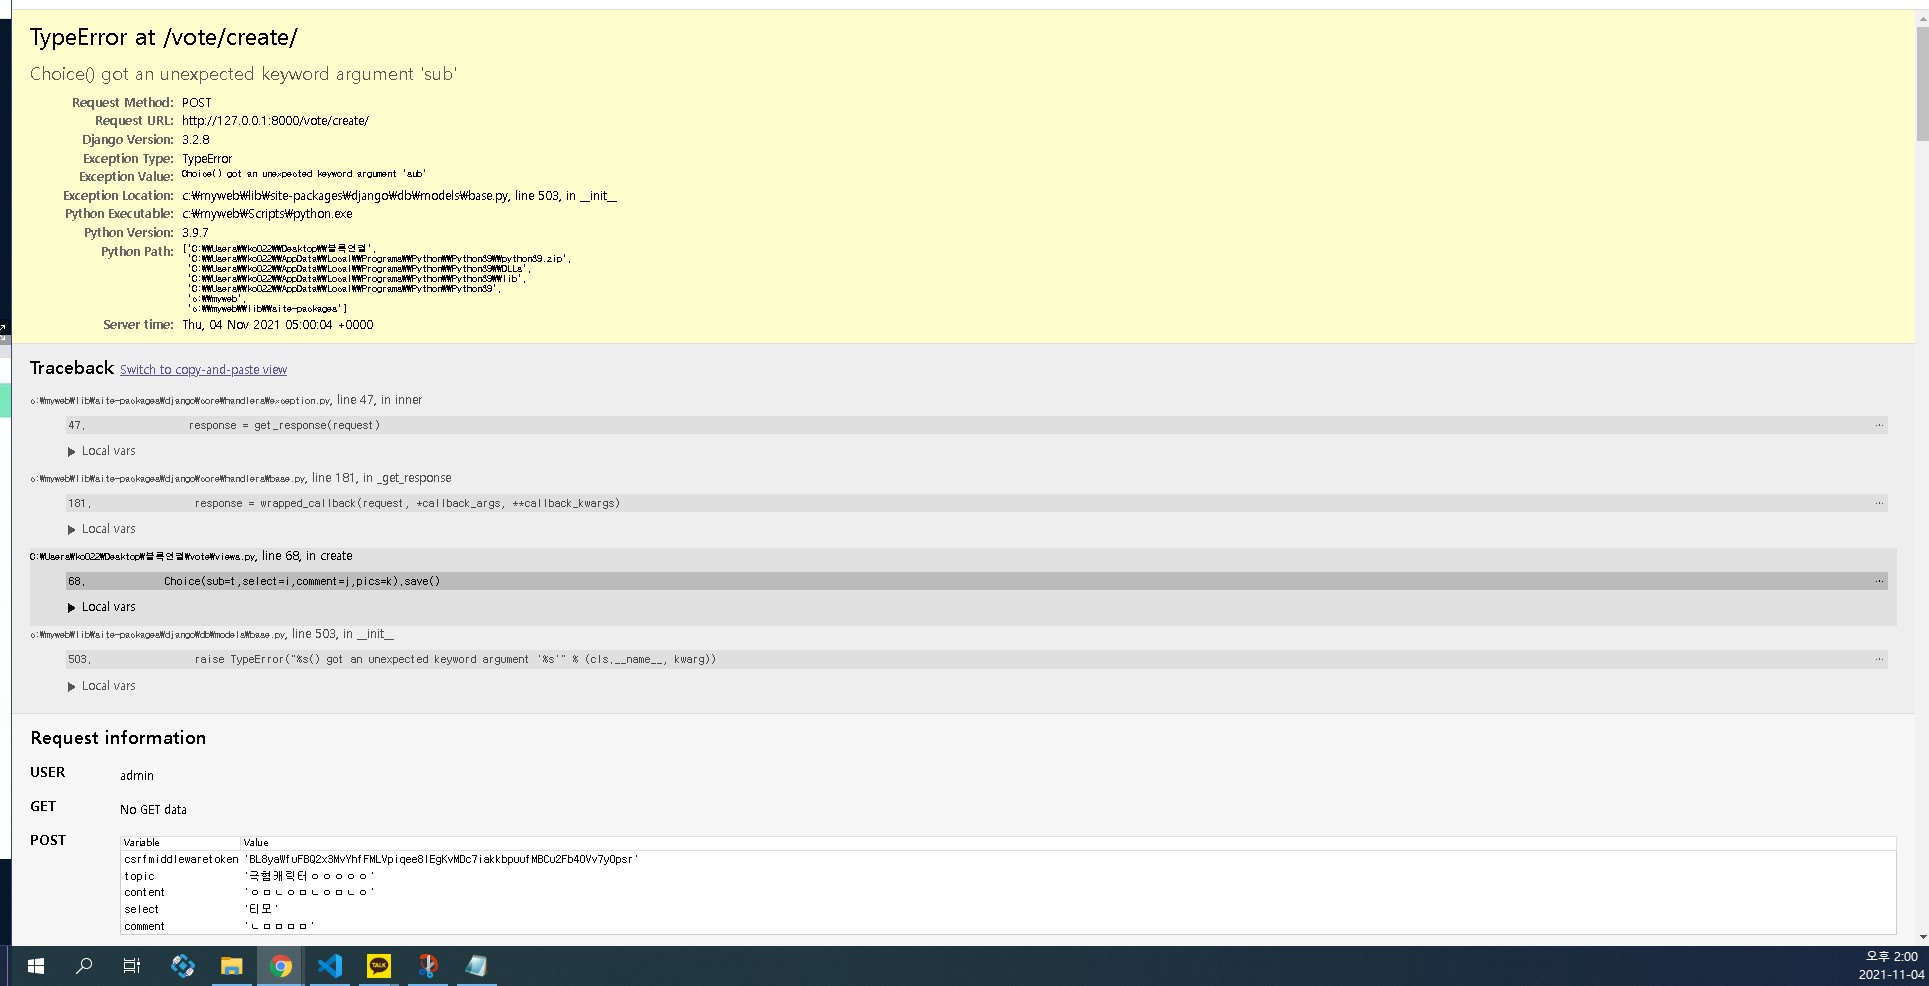 TypeError at /vote/create/
Choice() got an unexpected keyword argument 'sub'
Request Method: POST
Request URL: http://127.0.0.1:8000/vote/create/
Django Version: 3.2.8
Exception Type: TypeError
Exception Value: Choice() got an unexpected keyword argument 'sub'
Exception Location: c:₩myweb₩lib₩site-packages₩django₩db₩models₩base.py, line 503, in __init__
Python Executable: c:₩myweb₩Scripts₩python.exe
Python Version: 3.9.7
Python Path: ['C:₩₩Users₩₩ko022₩₩Desktop₩₩블록연결',
'C:₩₩Users₩₩ko022₩₩AppData₩₩Local₩₩Programs₩₩Python₩₩Python39₩₩python39.zip',
'C:₩₩Users₩₩ko022₩₩AppData₩₩Local₩₩Programs₩₩Python₩₩Python39₩₩DLLs',
'C:₩₩Users₩₩ko022₩₩AppData₩₩Local₩₩Programs₩₩Python₩₩Python39₩₩lib',
'C:₩₩Users₩₩ko022₩₩AppData₩₩Local₩₩Programs₩₩Python₩₩Python39',
'c:₩₩myweb',
'c:₩₩myweb₩₩lib₩₩site-packages']
Server time: Thu, 04 Nov 2021 05:00:04 +0000
Traceback Switch to copy-and-paste view
c:₩myweb₩lib₩site-packages₩django₩core₩handlers₩exception.py, line 47, in inner
47. response = get_response(request) …
▶ Local vars
c:₩myweb₩lib₩site-packages₩django₩core₩handlers₩base.py, line 181, in _get_response
181. response = wrapped_callback(request, *callback_args, **callback_kwargs) …
▶ Local vars
C:₩Users₩ko022₩Desktop₩블록연결₩vote₩views.py, line 68, in create
68. Choice(sub=t,select=i,comment=j,pics=k).save() …
▶ Local vars
c:₩myweb₩lib₩site-packages₩django₩db₩models₩base.py, line 503, in __init__
503. raise TypeError("%s() got an unexpected keyword argument '%s'" % (cls.__name__, kwarg)) …
▶ Local vars
Request information
USER admin
GET No GET data
POST
Variable Value
csrfmiddlewaretoken
topic '극혐캐릭터ㅇㅇㅇㅇㅇ'
content 'ㅇㅁㄴㅇㅁㄴㅇㅁㄴㅇ'
select '티모'
comment 'ㄴㅁㅁㅁㅁ'
TALK
오후 2:00
2021-11-04